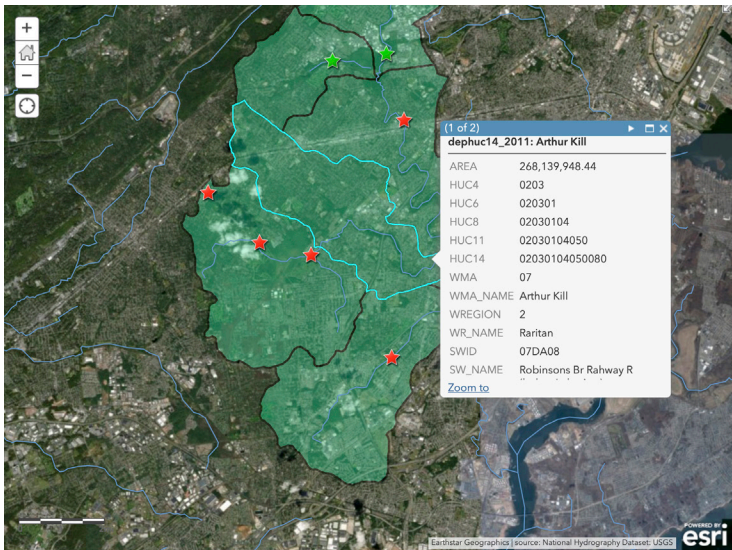 +
−
(1 of 2)
dephuc14_2011: Arthur Kill
AREA 268,139,948.44
HUC4 0203
HUC6 020301
HUC8 02030104
HUC11 02030104050
HUC14 02030104050080
WMA 07
WMA_NAME Arthur Kill
WREGION 2
WR_NAME Raritan
SWID 07DA08
SW_NAME Robinsons Br Rahway R
Zoom to
Earthstar Geographics | source: National Hydrography Dataset: USGS
POWERED BY
esri